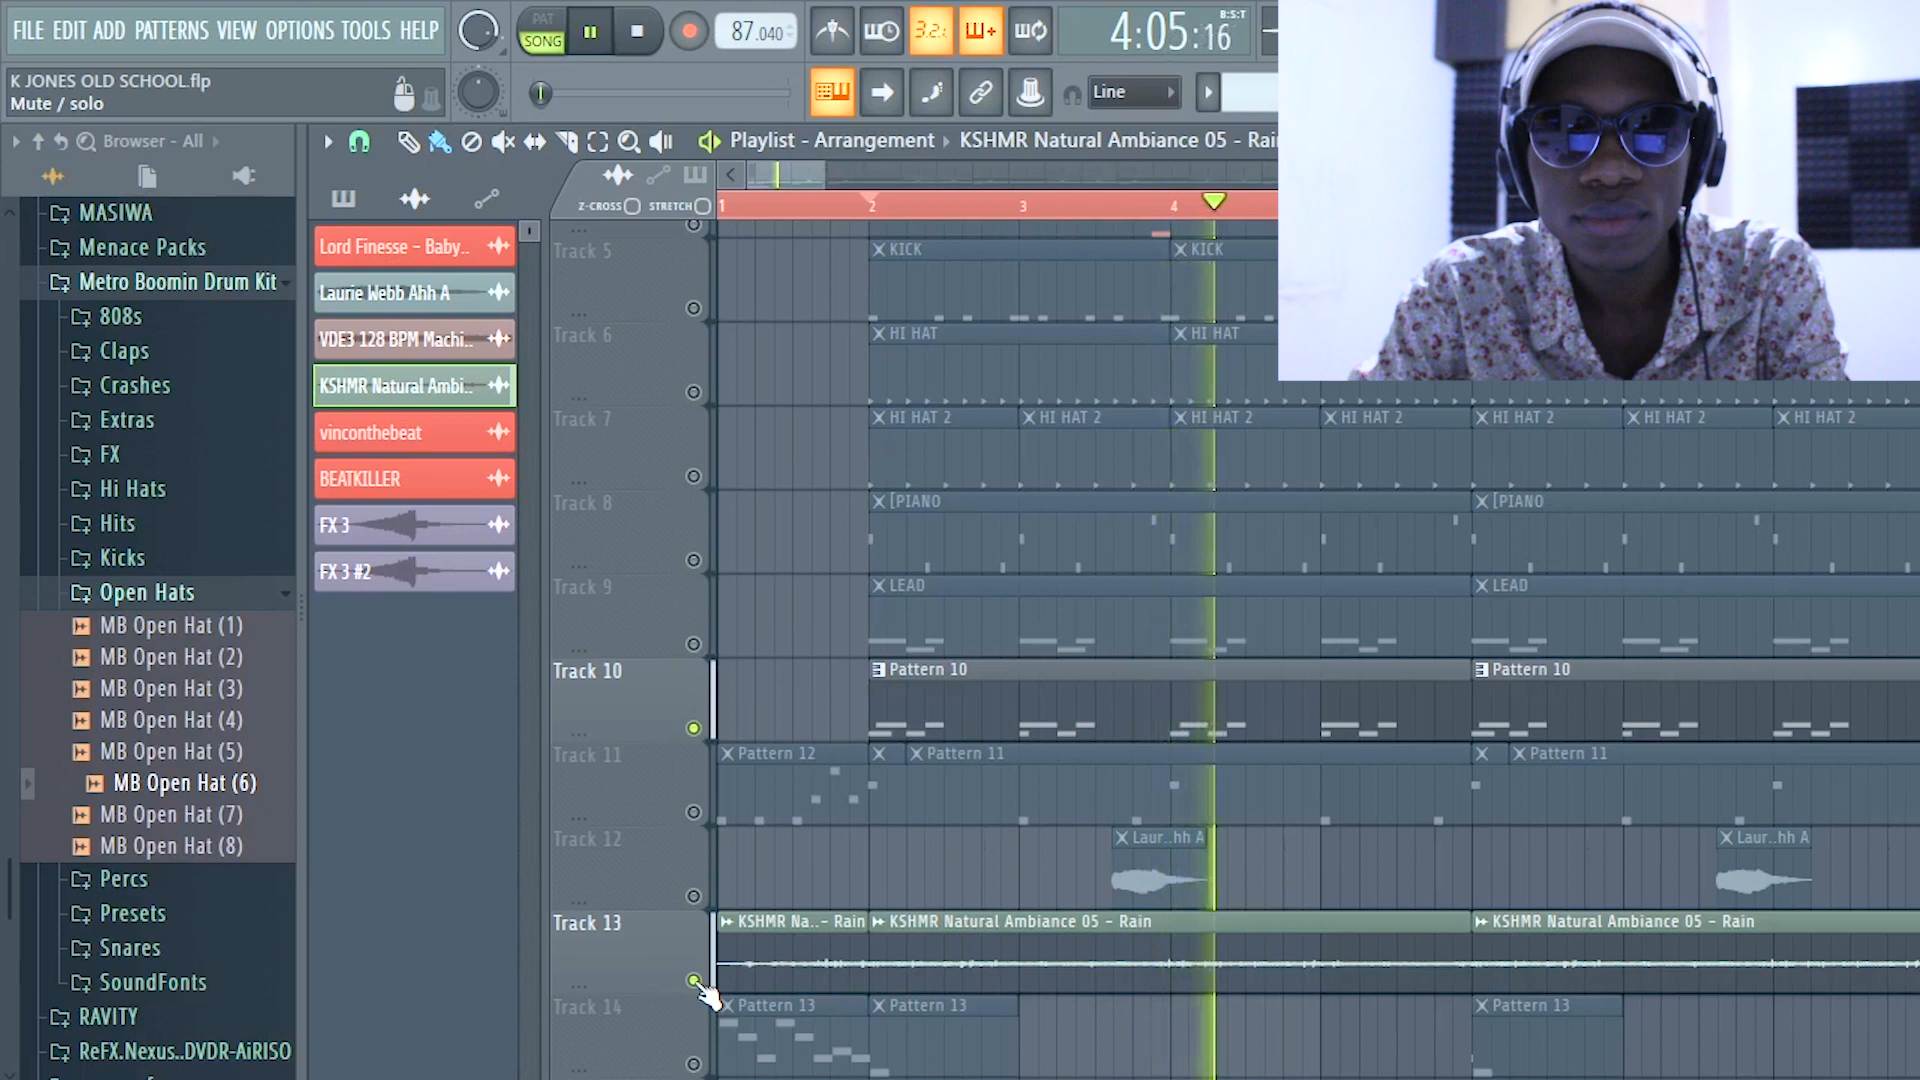 FILE EDIT ADD PATTERNS VIEW OPTIONS TOOLS HELP
PAT
SONG
87.040
3.2.
4:05:16
B:S:T
K JONES OLD SCHOOL.flp
Mute / solo
Line
Browser - All
Playlist - Arrangement
KSHMR Natural Ambiance 05 - Rai
Z-CROSS
STRETCH
1
2
3
4
MASIWA
Menace Packs
Metro Boomin Drum Kit
808s
Claps
Crashes
Extras
FX
Hi Hats
Hits
Kicks
Open Hats
MB Open Hat (1)
MB Open Hat (2)
MB Open Hat (3)
MB Open Hat (4)
MB Open Hat (5)
MB Open Hat (6)
MB Open Hat (7)
MB Open Hat (8)
Percs
Presets
Snares
SoundFonts
RAVITY
ReFX.Nexus..DVDR-AiRISO
Lord Finesse - Baby..
Laurie Webb Ahh A
VDE3 128 BPM Machi..
KSHMR Natural Ambi..
vinconthebeat
BEATKILLER
FX 3
FX 3 #2
Track 5
KICK
KICK
Track 6
HI HAT
HI HAT
Track 7
HI HAT 2
HI HAT 2
HI HAT 2
HI HAT 2
HI HAT 2
HI HAT 2
HI HAT 2
Track 8
[PIANO
[PIANO
Track 9
LEAD
LEAD
Track 10
Pattern 10
Pattern 10
Track 11
Pattern 12
Pattern 11
Pattern 11
Track 12
Laur..hh A
Laur..hh A
Track 13
KSHMR Na..- Rain
KSHMR Natural Ambiance 05 - Rain
KSHMR Natural Ambiance 05 - Rain
Track 14
Pattern 13
Pattern 13
Pattern 13